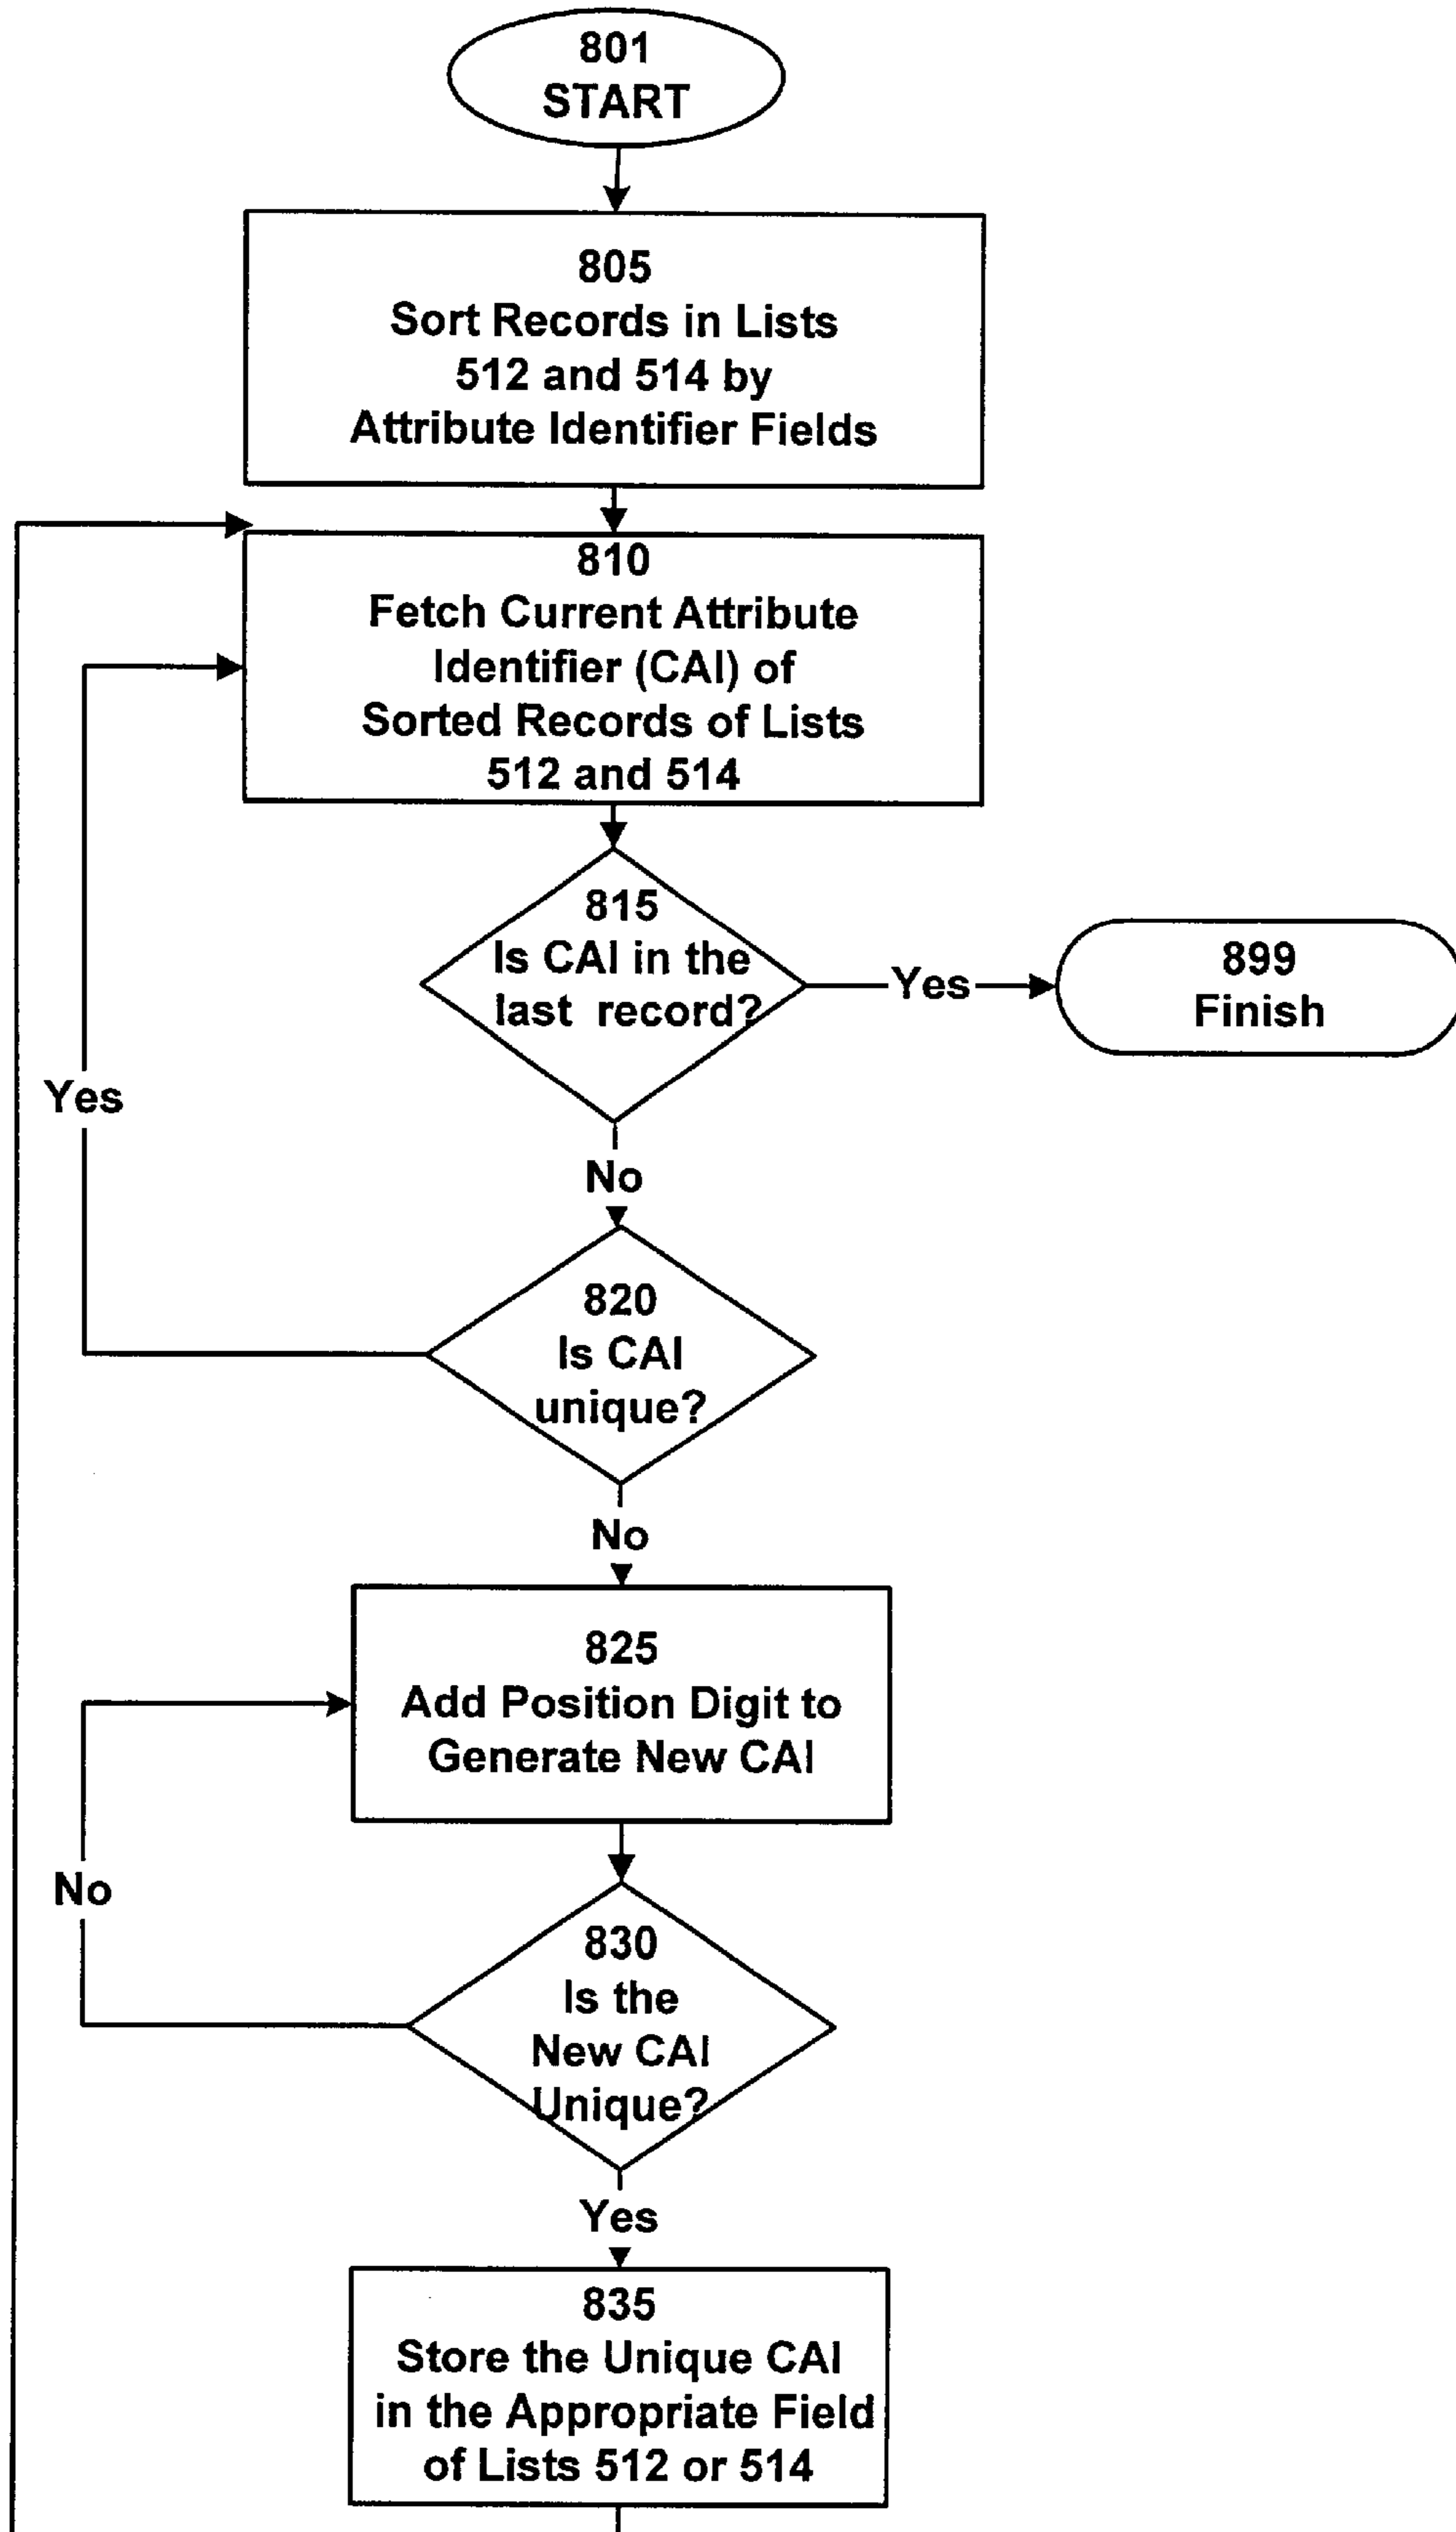 801
START
805
Sort Records in Lists
512 and 514 by
Attribute Identifier Fields
810
Fetch Current Attribute
Identifier (CAI) of
Sorted Records of Lists
512 and 514
815
Is CAI in the
last record?
Yes
899
Finish
Yes
No
820
Is CAI
unique?
No
825
Add Position Digit to
Generate New CAI
No
830
Is the
New CAI
Unique?
Yes
835
Store the Unique CAI
in the Appropriate Field
of Lists 512 or 514